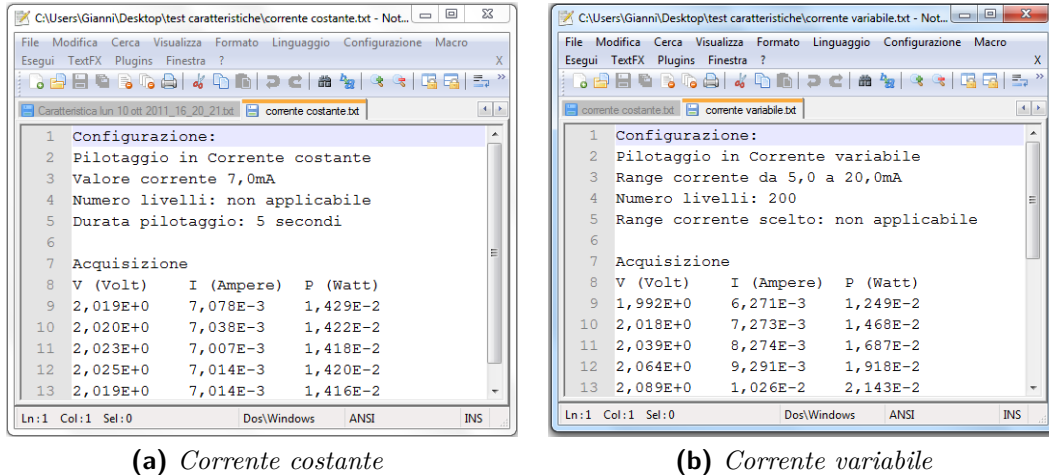 C:\Users\Gianni\Desktop\test caratteristiche\corrente costante.txt - Not...
File Modifica Cerca Visualizza Formato Linguaggio Configurazione Macro
Esegui TextFX Plugins Finestra ? X
Caratteristica lun 10 ott 2011_16_20_21.txt corrente costante.txt
1 Configurazione:
2 Pilotaggio in Corrente costante
3 Valore corrente 7,0mA
4 Numero livelli: non applicabile
5 Durata pilotaggio: 5 secondi
6
7 Acquisizione
8 V (Volt) I (Ampere) P (Watt)
9 2,019E+0 7,078E-3 1,429E-2
10 2,020E+0 7,038E-3 1,422E-2
11 2,023E+0 7,007E-3 1,418E-2
12 2,025E+0 7,014E-3 1,420E-2
13 2,019E+0 7,014E-3 1,416E-2
Ln:1 Col:1 Sel:0 Dos\Windows ANSI INS
(a) Corrente costante
C:\Users\Gianni\Desktop\test caratteristiche\corrente variabile.txt - Not...
File Modifica Cerca Visualizza Formato Linguaggio Configurazione Macro
Esegui TextFX Plugins Finestra ? X
corrente costante.txt corrente variabile.txt
1 Configurazione:
2 Pilotaggio in Corrente variabile
3 Range corrente da 5,0 a 20,0mA
4 Numero livelli: 200
5 Range corrente scelto: non applicabile
6
7 Acquisizione
8 V (Volt) I (Ampere) P (Watt)
9 1,992E+0 6,271E-3 1,249E-2
10 2,018E+0 7,273E-3 1,468E-2
11 2,039E+0 8,274E-3 1,687E-2
12 2,064E+0 9,291E-3 1,918E-2
13 2,089E+0 1,026E-2 2,143E-2
Ln:1 Col:1 Sel:0 Dos\Windows ANSI INS
(b) Corrente variabile